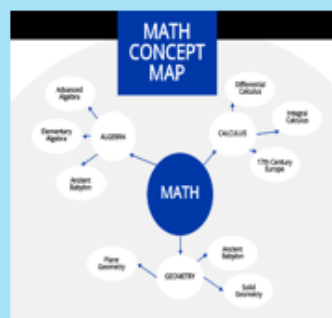 MATH
CONCEPT
MAP
Advanced
Algebra
Elementary
Algebra
Ancient
Babylon
ALGEBRA
Differential
Calculus
Integral
Calculus
17th Century
Europe
CALCULUS
MATH
Plane
Geometry
GEOMETRY
Ancient
Babylon
Solid
Geometry